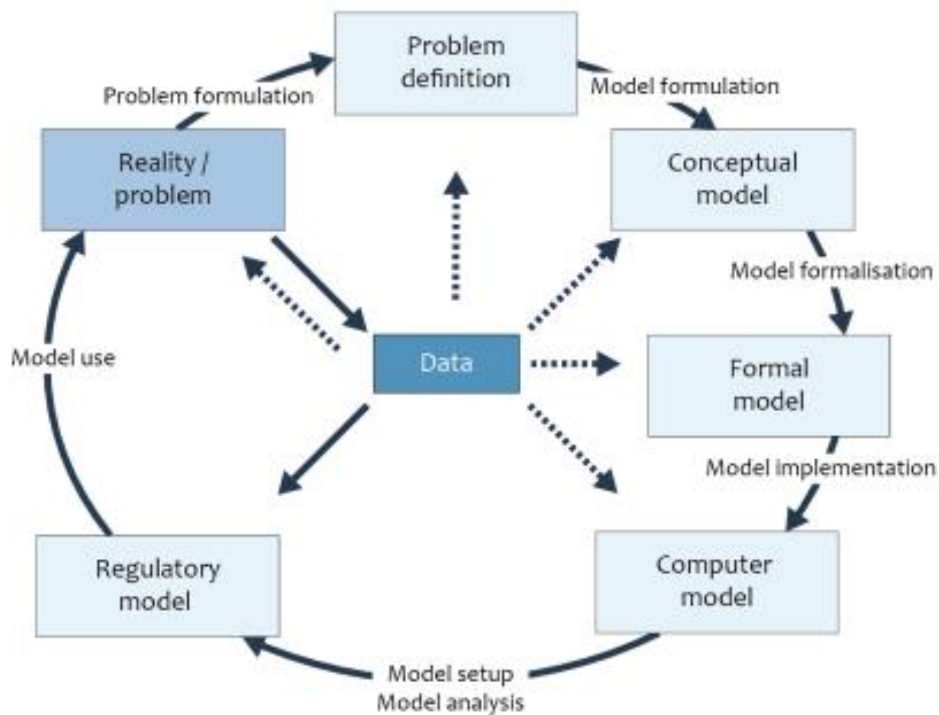 Problem
definition
Problem formulation
Model formulation
Reality /
problem
Conceptual
model
Model formalisation
Model use
Data
Formal
model
Model implementation
Regulatory
model
Computer
model
Model setup
Model analysis